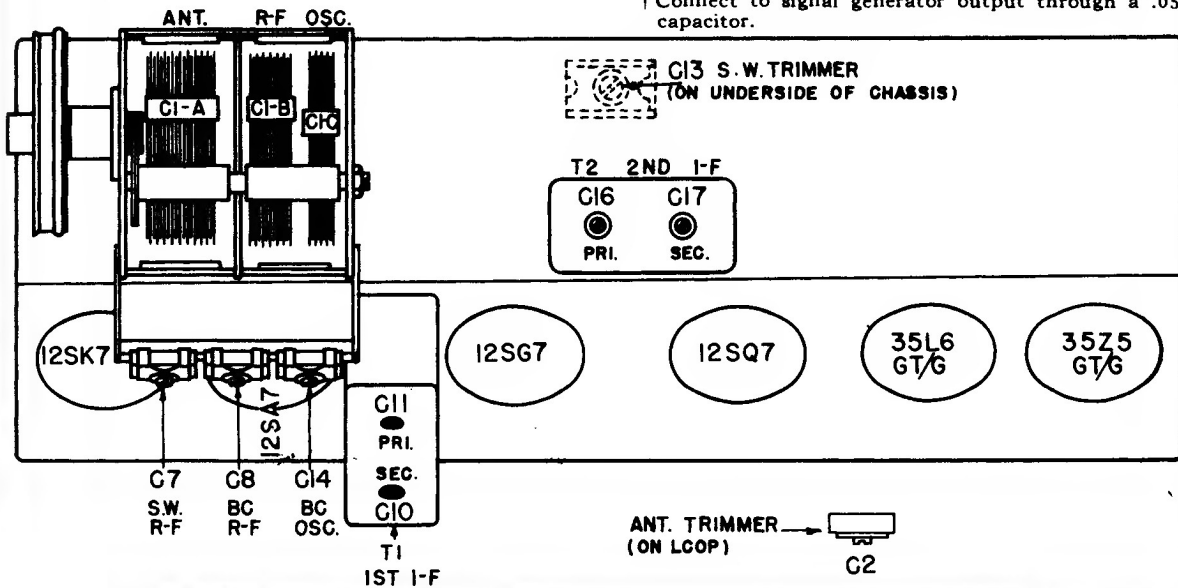 † Connect to signal generator output through a .05
capacitor.
ANT. R-F OSC.
C1-A C1-B C1-C
C13 S.W. TRIMMER
(ON UNDERSIDE OF CHASSIS)
T2 2ND I-F
C16 C17
PRI. SEC.
12SK7
12SA7
12SG7
12SQ7
35L6
GT/G
35Z5
GT/G
C11
PRI.
SEC.
C10
T1
1ST I-F
C7
S.W.
R-F
C8
BC
R-F
C14
BC
OSC.
ANT. TRIMMER
(ON LOOP)
C2